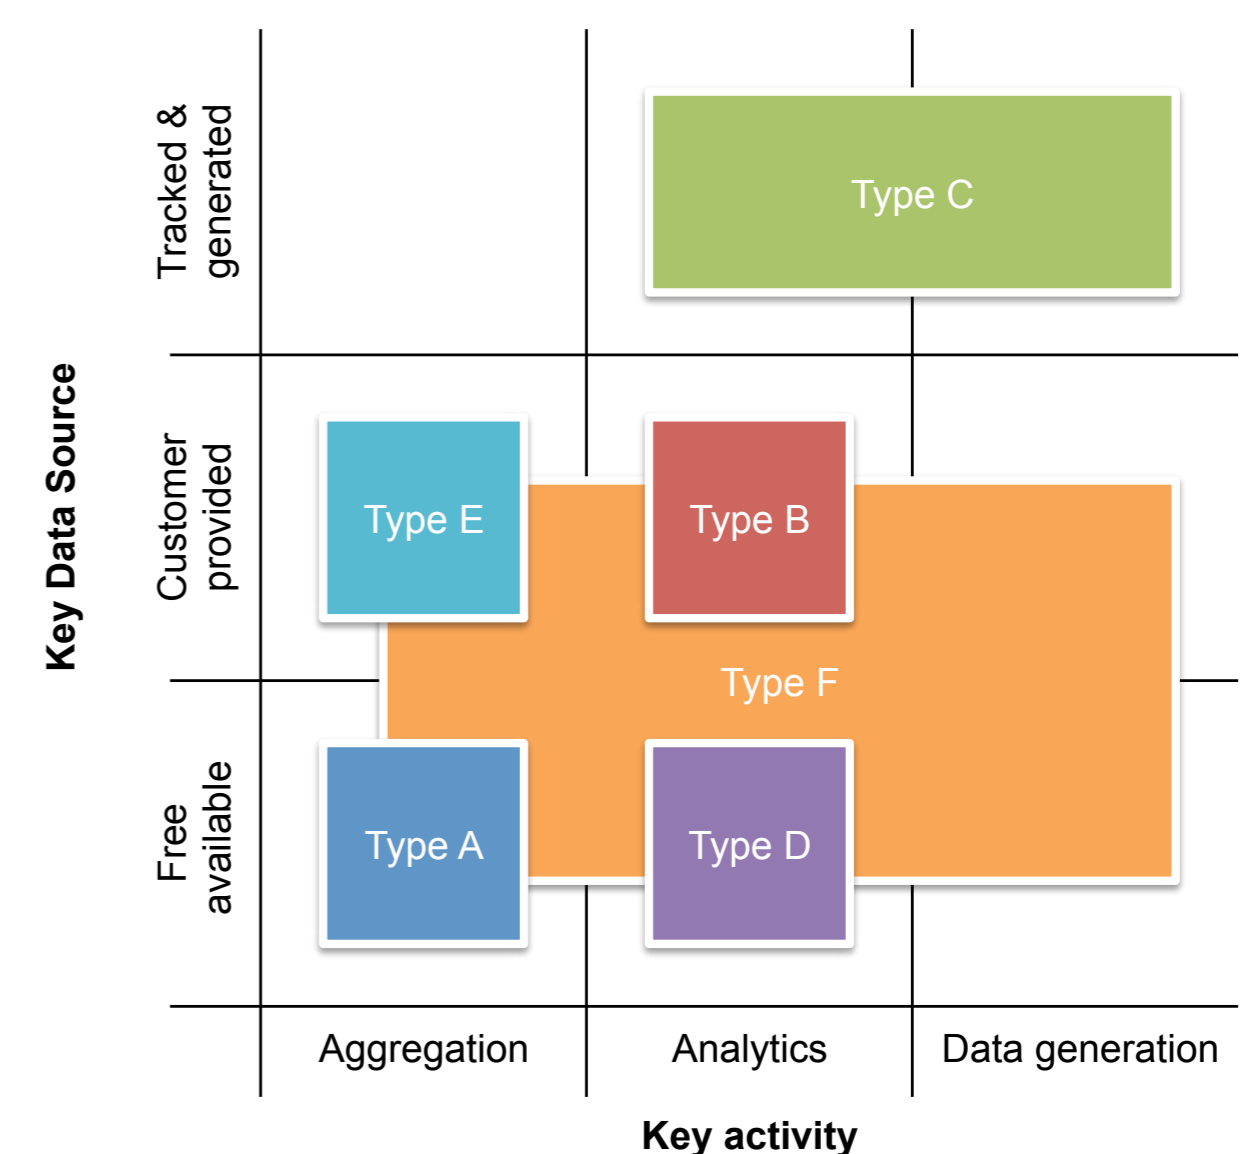 Key Data Source
Tracked &
generated
Customer
provided
Free
available
Type C
Type E
Type B
Type F
Type A
Type D
Aggregation
Analytics
Data generation
Key activity